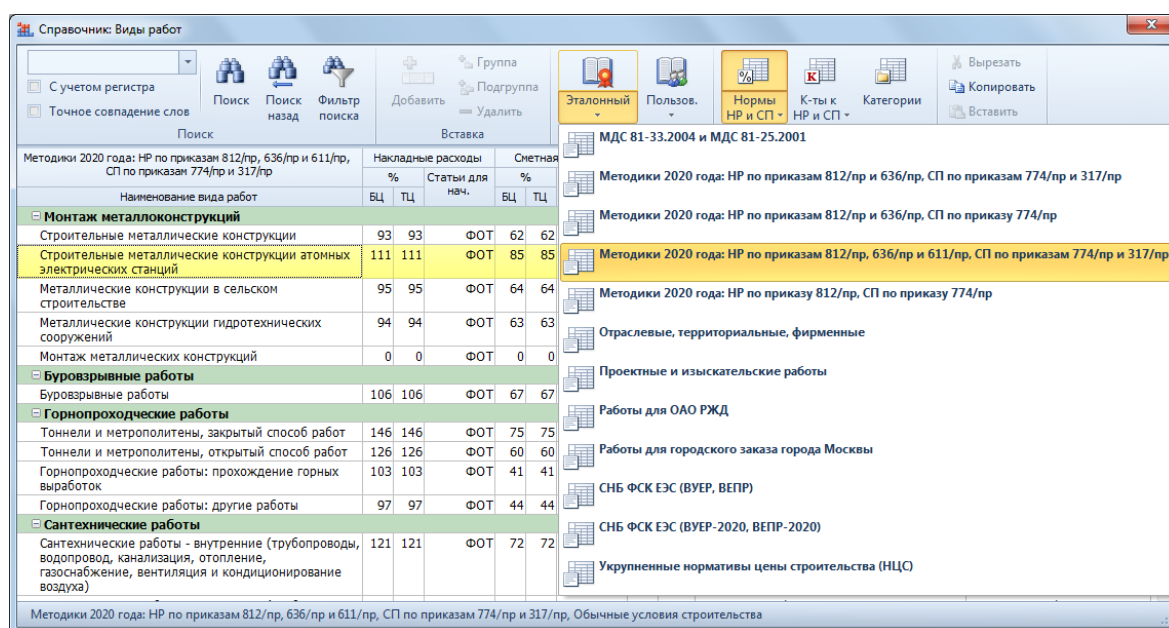 Справочник: Виды работ
С учетом регистра
Точное совпадение слов
Поиск
Поиск назад
Фильтр поиска
Поиск
Добавить
Группа
Подгруппа
Удалить
Вставка
Эталонный
Пользов.
Нормы НР и СП
К-ты к НР и СП
Категории
Вырезать
Копировать
Вставить
Методики 2020 года: НР по приказам 812/пр, 636/пр и 611/пр,
СП по приказам 774/пр и 317/пр
Накладные расходы
Сметная
%
Статьи для нач.
%
Наименование вида работ
БЦ ТЦ
БЦ ТЦ
Монтаж металлоконструкций
Строительные металлические конструкции 93 93 ФОТ 62 62
Строительные металлические конструкции атомных 111 111 ФОТ 85 85
электрических станций
Металлические конструкции в сельском 95 95 ФОТ 64 64
строительстве
Металлические конструкции гидротехнических 94 94 ФОТ 63 63
сооружений
Монтаж металлических конструкций 0 0 ФОТ 0 0
Буровзрывные работы
Буровзрывные работы 106 106 ФОТ 67 67
Горнопроходческие работы
Тоннели и метрополитены, закрытый способ работ 146 146 ФОТ 75 75
Тоннели и метрополитены, открытый способ работ 126 126 ФОТ 60 60
Горнопроходческие работы: прохождение горных 103 103 ФОТ 41 41
выработок
Горнопроходческие работы: другие работы 97 97 ФОТ 44 44
Сантехнические работы
Сантехнические работы - внутренние (трубопроводы, 121 121 ФОТ 72 72
водопровод, канализация, отопление,
газоснабжение, вентиляция и кондиционирование
воздуха)
МДС 81-33.2004 и МДС 81-25.2001
Методики 2020 года: НР по приказам 812/пр и 636/пр, СП по приказам 774/пр и 317/пр
Методики 2020 года: НР по приказам 812/пр и 636/пр, СП по приказу 774/пр
Методики 2020 года: НР по приказам 812/пр, 636/пр и 611/пр, СП по приказам 774/пр и 317/пр
Методики 2020 года: НР по приказу 812/пр, СП по приказу 774/пр
Отраслевые, территориальные, фирменные
Проектные и изыскательские работы
Работы для ОАО РЖД
Работы для городского заказа города Москвы
СНБ ФСК ЕЭС (ВУЕР, ВЕПР)
СНБ ФСК ЕЭС (ВУЕР-2020, ВЕПР-2020)
Укрупненные нормативы цены строительства (НЦС)
Методики 2020 года: НР по приказам 812/пр, 636/пр и 611/пр, СП по приказам 774/пр и 317/пр, Обычные условия строительства